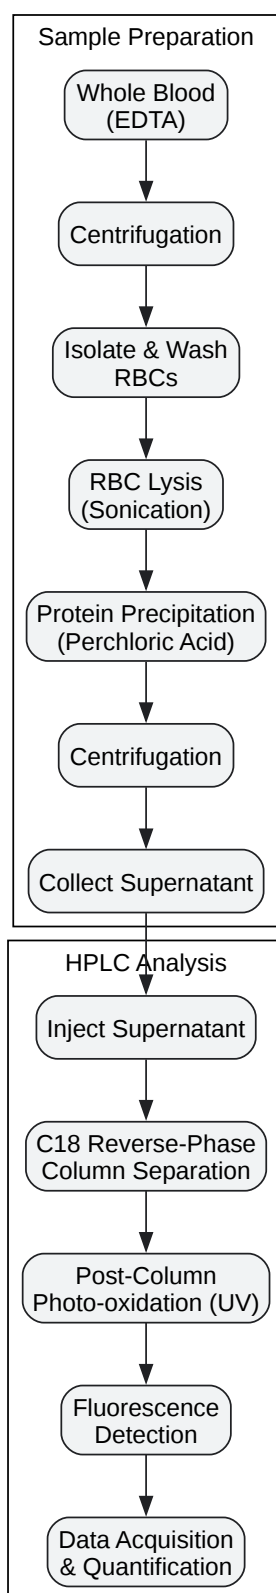 Sample Preparation
Whole Blood
(EDTA)
Centrifugation
Isolate & Wash
RBCs
RBC Lysis
(Sonication)
Protein Precipitation
(Perchloric Acid)
Centrifugation
Collect Supernatant
HPLC Analysis
Inject Supernatant
C18 Reverse-Phase
Column Separation
Post-Column
Photo-oxidation (UV)
Fluorescence
Detection
Data Acquisition
& Quantification